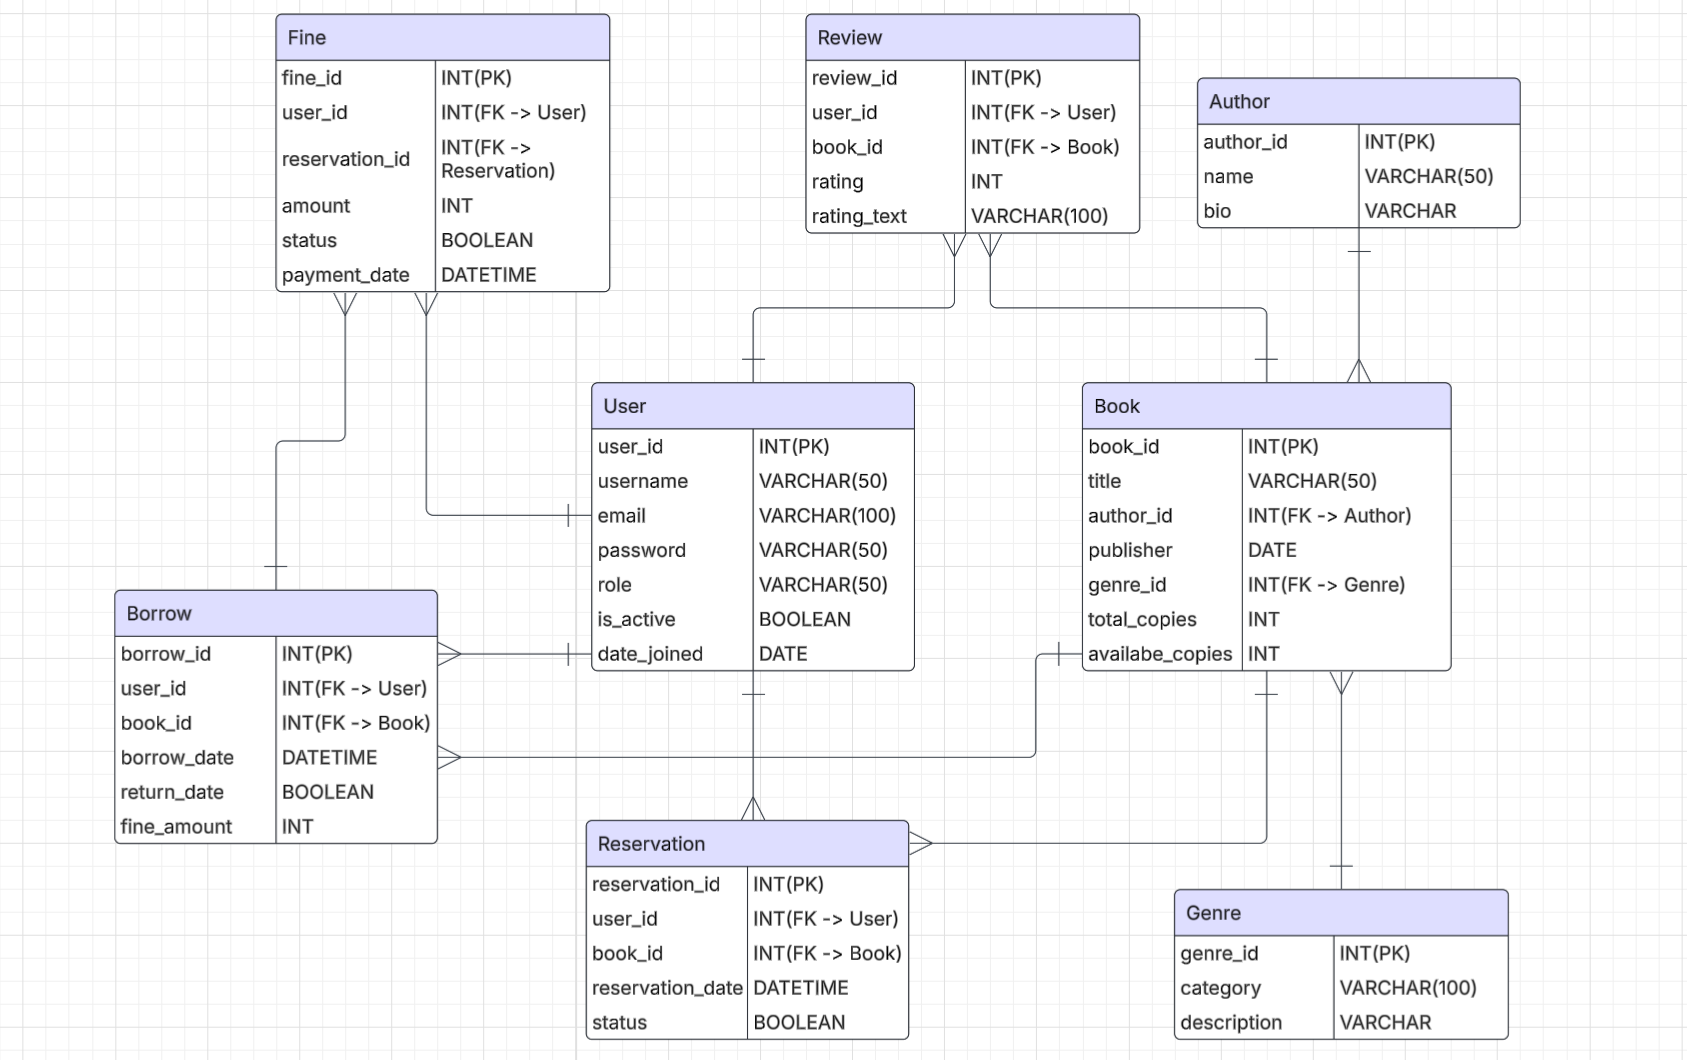 Fine
fine_id INT(PK)
user_id INT(FK -> User)
reservation_id INT(FK ->
Reservation)
amount INT
status BOOLEAN
payment_date DATETIME
Review
review_id INT(PK)
user_id INT(FK -> User)
book_id INT(FK -> Book)
rating INT
rating_text VARCHAR(100)
Author
author_id INT(PK)
name VARCHAR(50)
bio VARCHAR
User
user_id INT(PK)
username VARCHAR(50)
email VARCHAR(100)
password VARCHAR(50)
role VARCHAR(50)
is_active BOOLEAN
date_joined DATE
Book
book_id INT(PK)
title VARCHAR(50)
author_id INT(FK -> Author)
publisher DATE
genre_id INT(FK -> Genre)
total_copies INT
availabe_copies INT
Borrow
borrow_id INT(PK)
user_id INT(FK -> User)
book_id INT(FK -> Book)
borrow_date DATETIME
return_date BOOLEAN
fine_amount INT
Reservation
reservation_id INT(PK)
user_id INT(FK -> User)
book_id INT(FK -> Book)
reservation_date DATETIME
status BOOLEAN
Genre
genre_id INT(PK)
category VARCHAR(100)
description VARCHAR